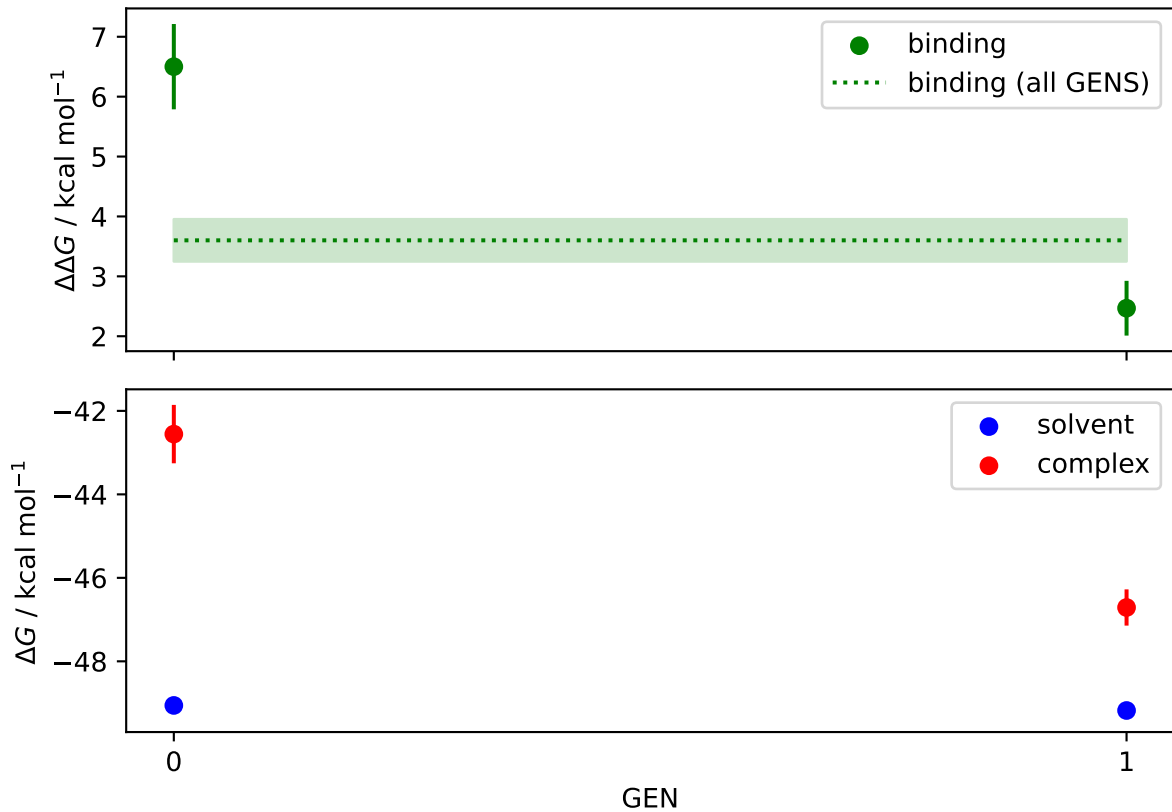 ΔΔG / kcal mol⁻¹
7
6
5
4
3
2
binding
binding (all GENS)
ΔG / kcal mol⁻¹
−42
−44
−46
−48
solvent
complex
0
1
GEN